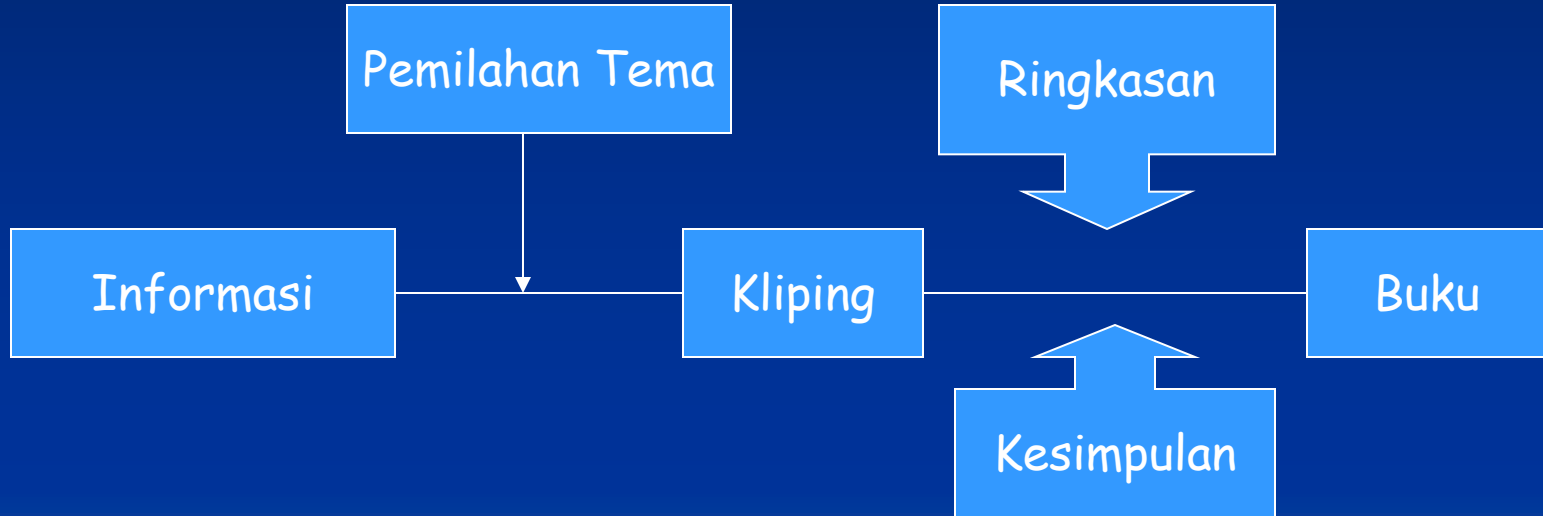 Pemilahan Tema
Ringkasan
Informasi
Kliping
Buku
Kesimpulan